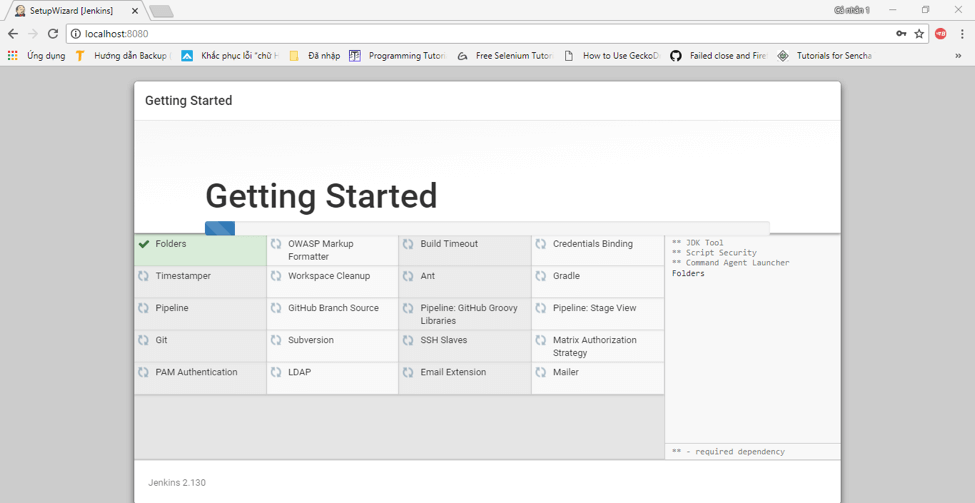 SetupWizard [Jenkins]
Cá nhân 1
localhost:8080
Ứng dụng
Hướng dẫn Backup
Khắc phục lỗi "chữ H
Đã nhập
Programming Tutori
Free Selenium Tutori
How to Use GeckoD
Failed close and Firef
Tutorials for Sencha
»
Getting Started
Getting Started
Folders
OWASP Markup
Formatter
Build Timeout
Credentials Binding
Timestamper
Workspace Cleanup
Ant
Gradle
Pipeline
GitHub Branch Source
Pipeline: GitHub Groovy
Libraries
Pipeline: Stage View
Git
Subversion
SSH Slaves
Matrix Authorization
Strategy
PAM Authentication
LDAP
Email Extension
Mailer
** JDK Tool
** Script Security
** Command Agent Launcher
Folders
** - required dependency
Jenkins 2.130